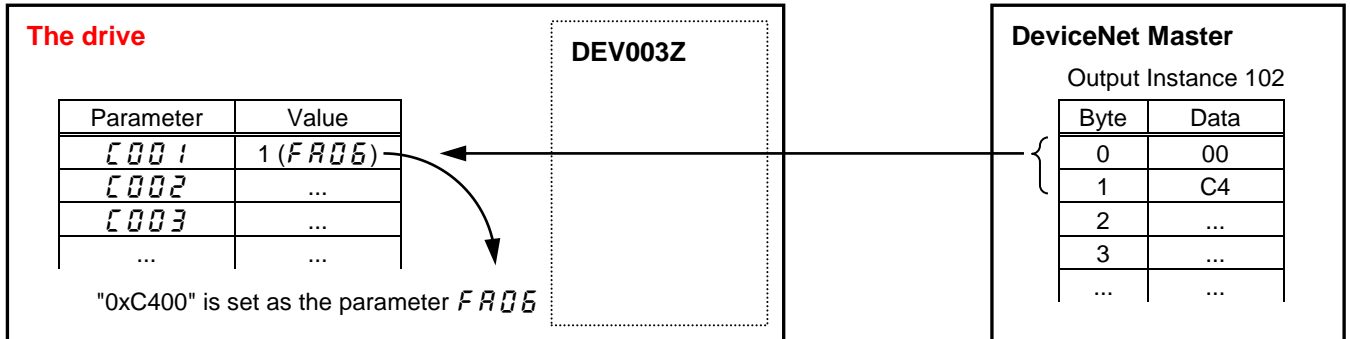 The drive
DEV003Z
Parameter Value
C001 1 (FA06)
C002 ...
C003 ...
... ...
"0xC400" is set as the parameter FA06
DeviceNet Master
Output Instance 102
Byte Data
0 00
1 C4
2 ...
3 ...
... ...